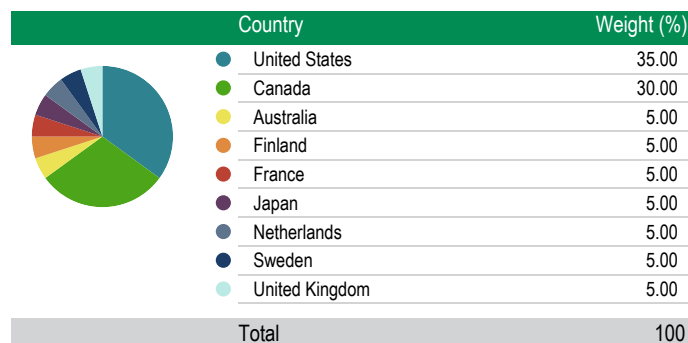 Country Weight (%)
United States 35.00
Canada 30.00
Australia 5.00
Finland 5.00
France 5.00
Japan 5.00
Netherlands 5.00
Sweden 5.00
United Kingdom 5.00
Total 100